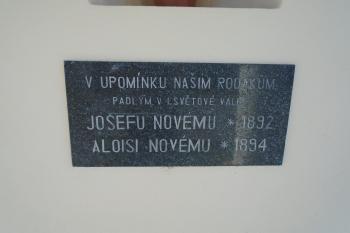 V UPOMÍNKU NAŠIM RODÁKŮM
PADLÝM V I.SVĚTOVÉ VÁLCE
JOSEFU NOVÉMU * 1892
ALOISI NOVÉMU * 1894